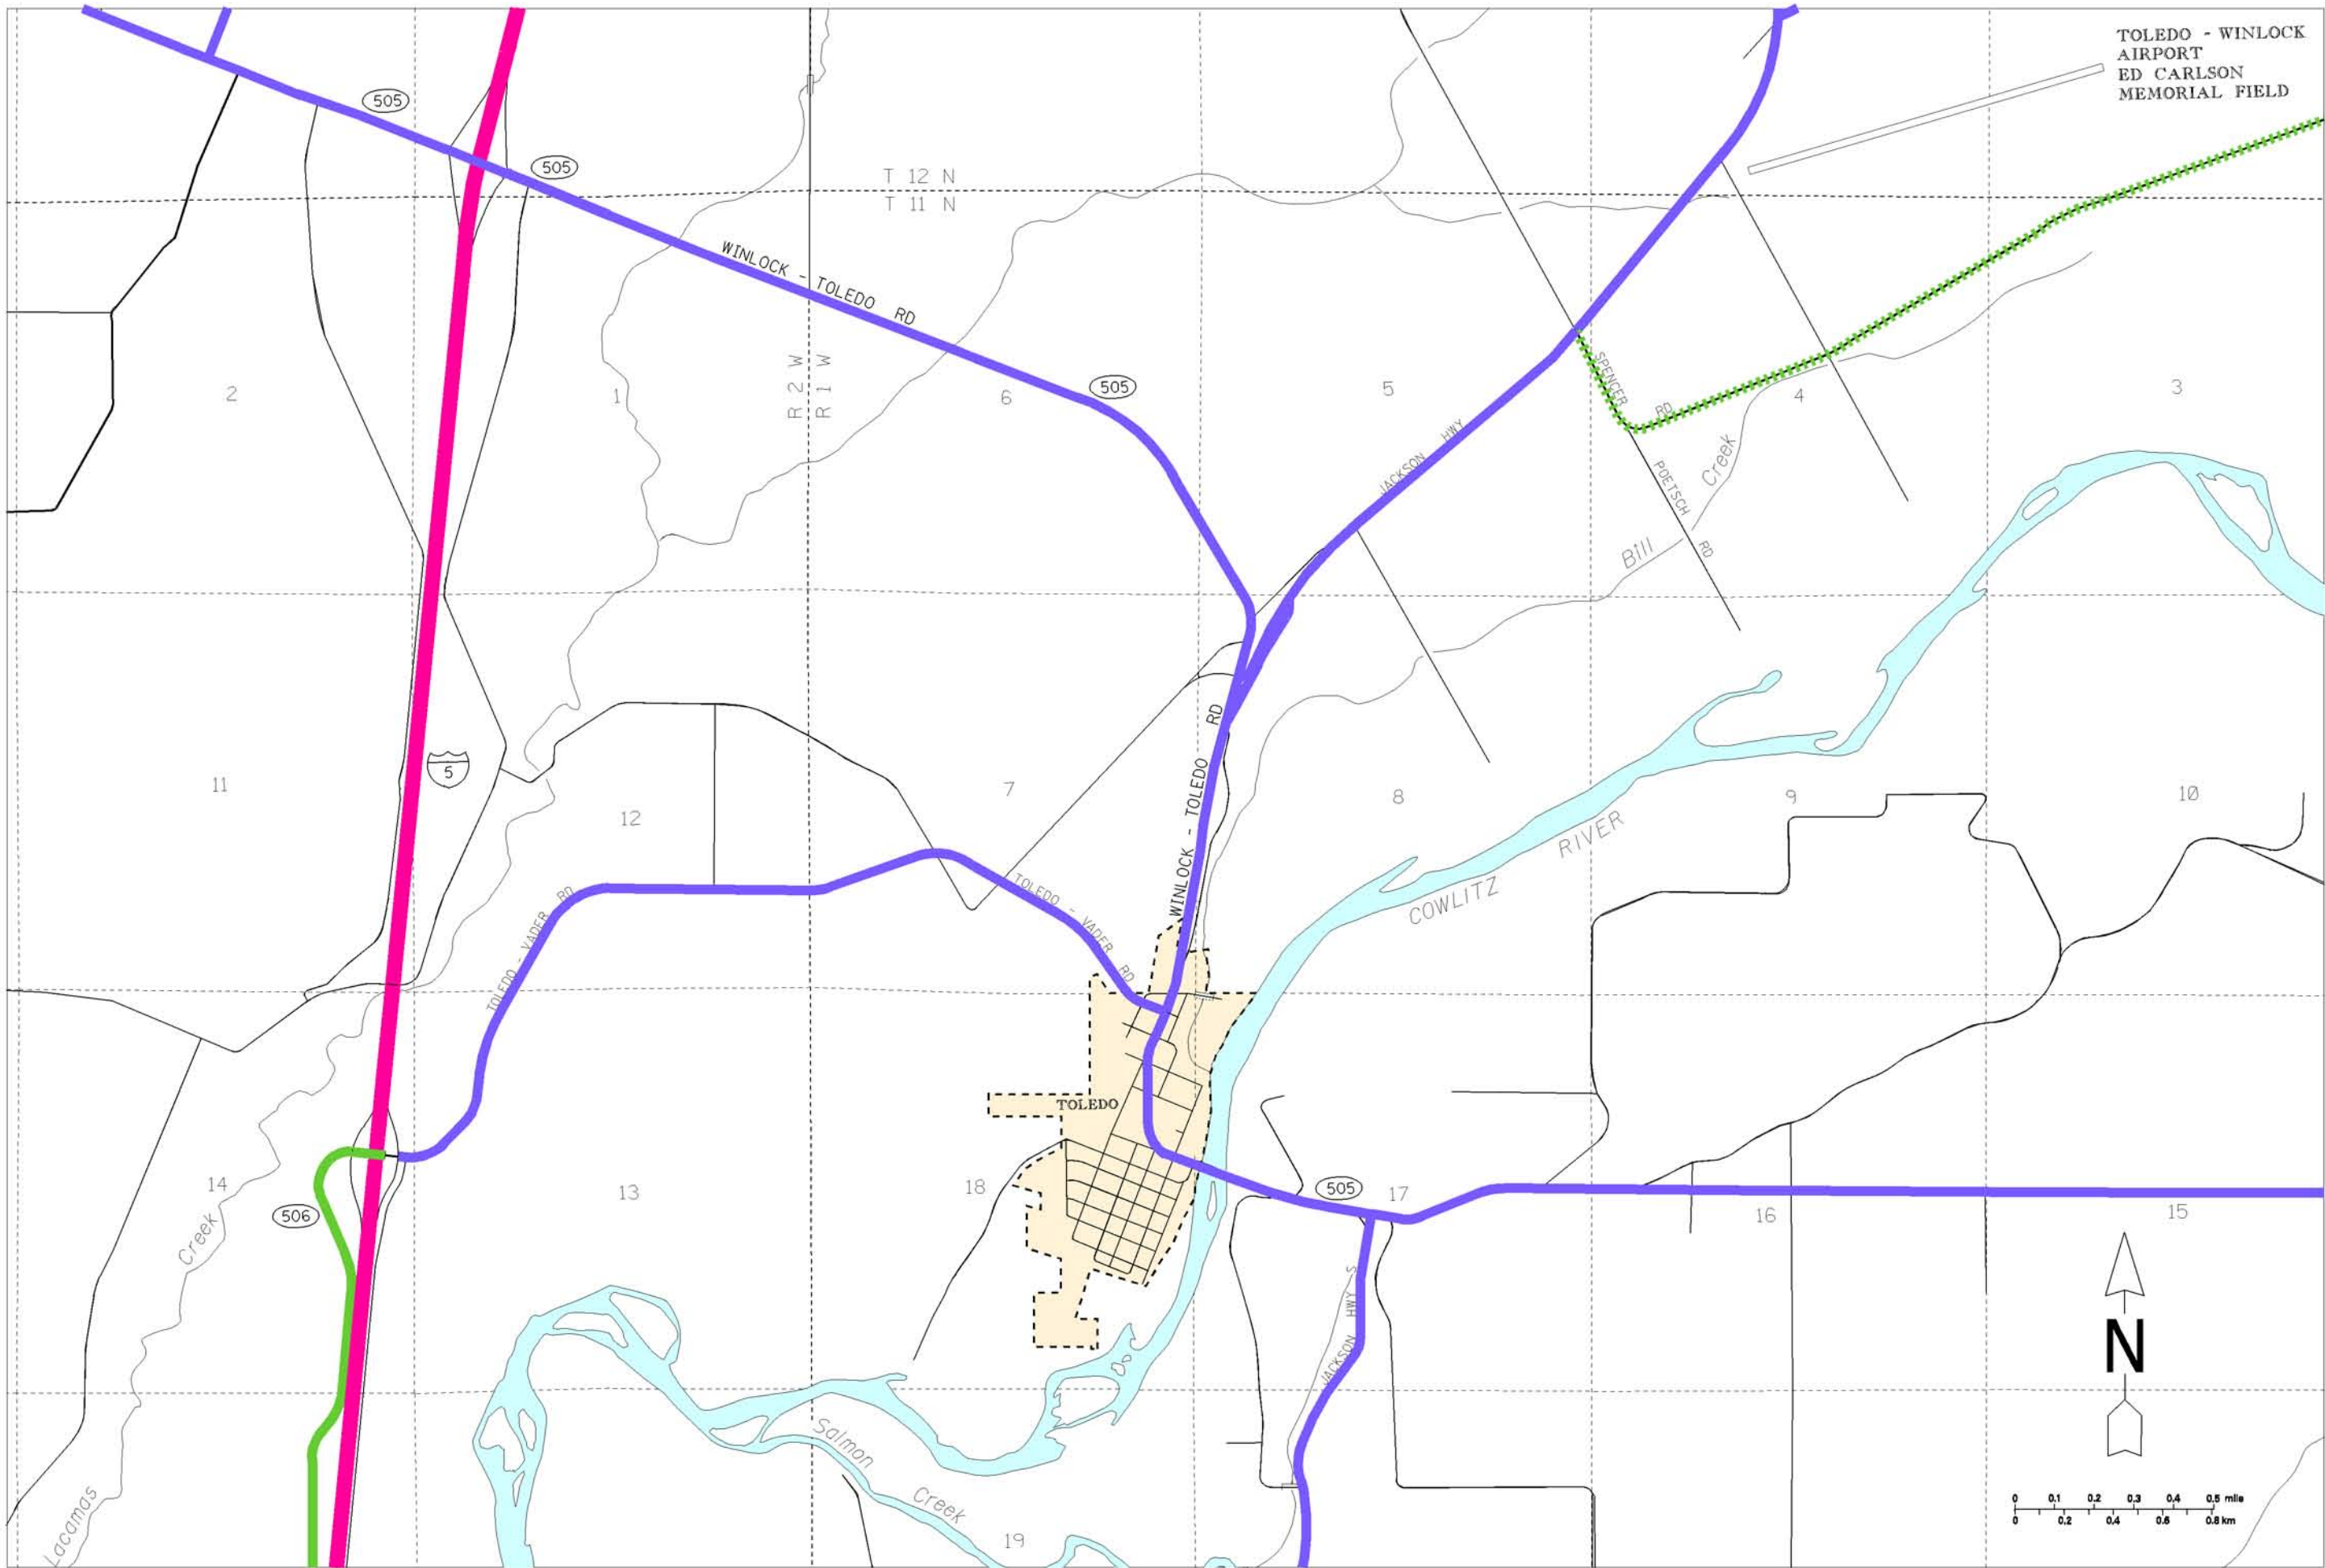 TOLEDO - WINLOCK
AIRPORT
ED CARLSON
MEMORIAL FIELD
505
505
T 12 N
T 11 N
WINLOCK - TOLEDO RD
R 2 W
R 1 W
505
2
1
6
5
4
3
SPENCER RD
JACKSON HWY
POETSCH RD
Bill Creek
5
11
12
7
8
9
10
WINLOCK - TOLEDO RD
COWLITZ RIVER
TOLEDO - VADER RD
TOLEDO - VADER RD
TOLEDO
14
13
18
505
17
16
15
506
Creek
Lacamas
JACKSON HWY S
N
Salmon Creek
19
0 0.1 0.2 0.3 0.4 0.5 mile
0 0.2 0.4 0.6 0.8 km